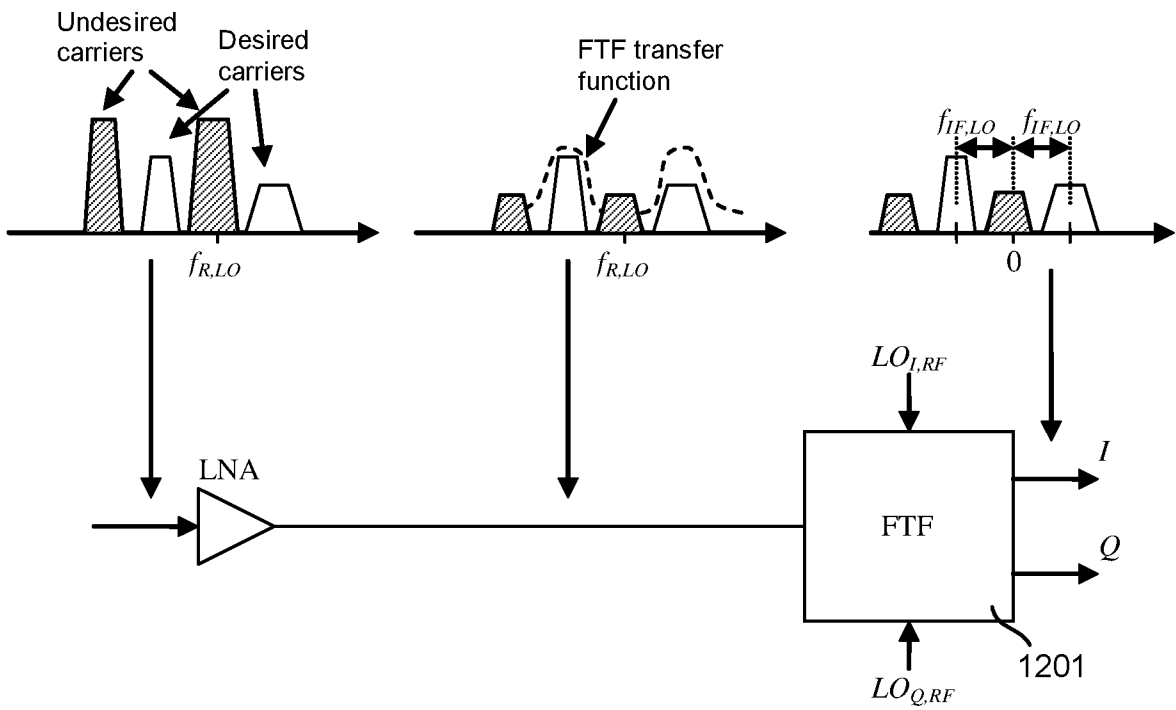 Undesired
carriers
Desired
carriers
FTF transfer
function
f_{IF,LO} f_{IF,LO}
f_{R,LO}
f_{R,LO}
0
LO_{I,RF}
LNA
FTF
I
Q
1201
LO_{Q,RF}